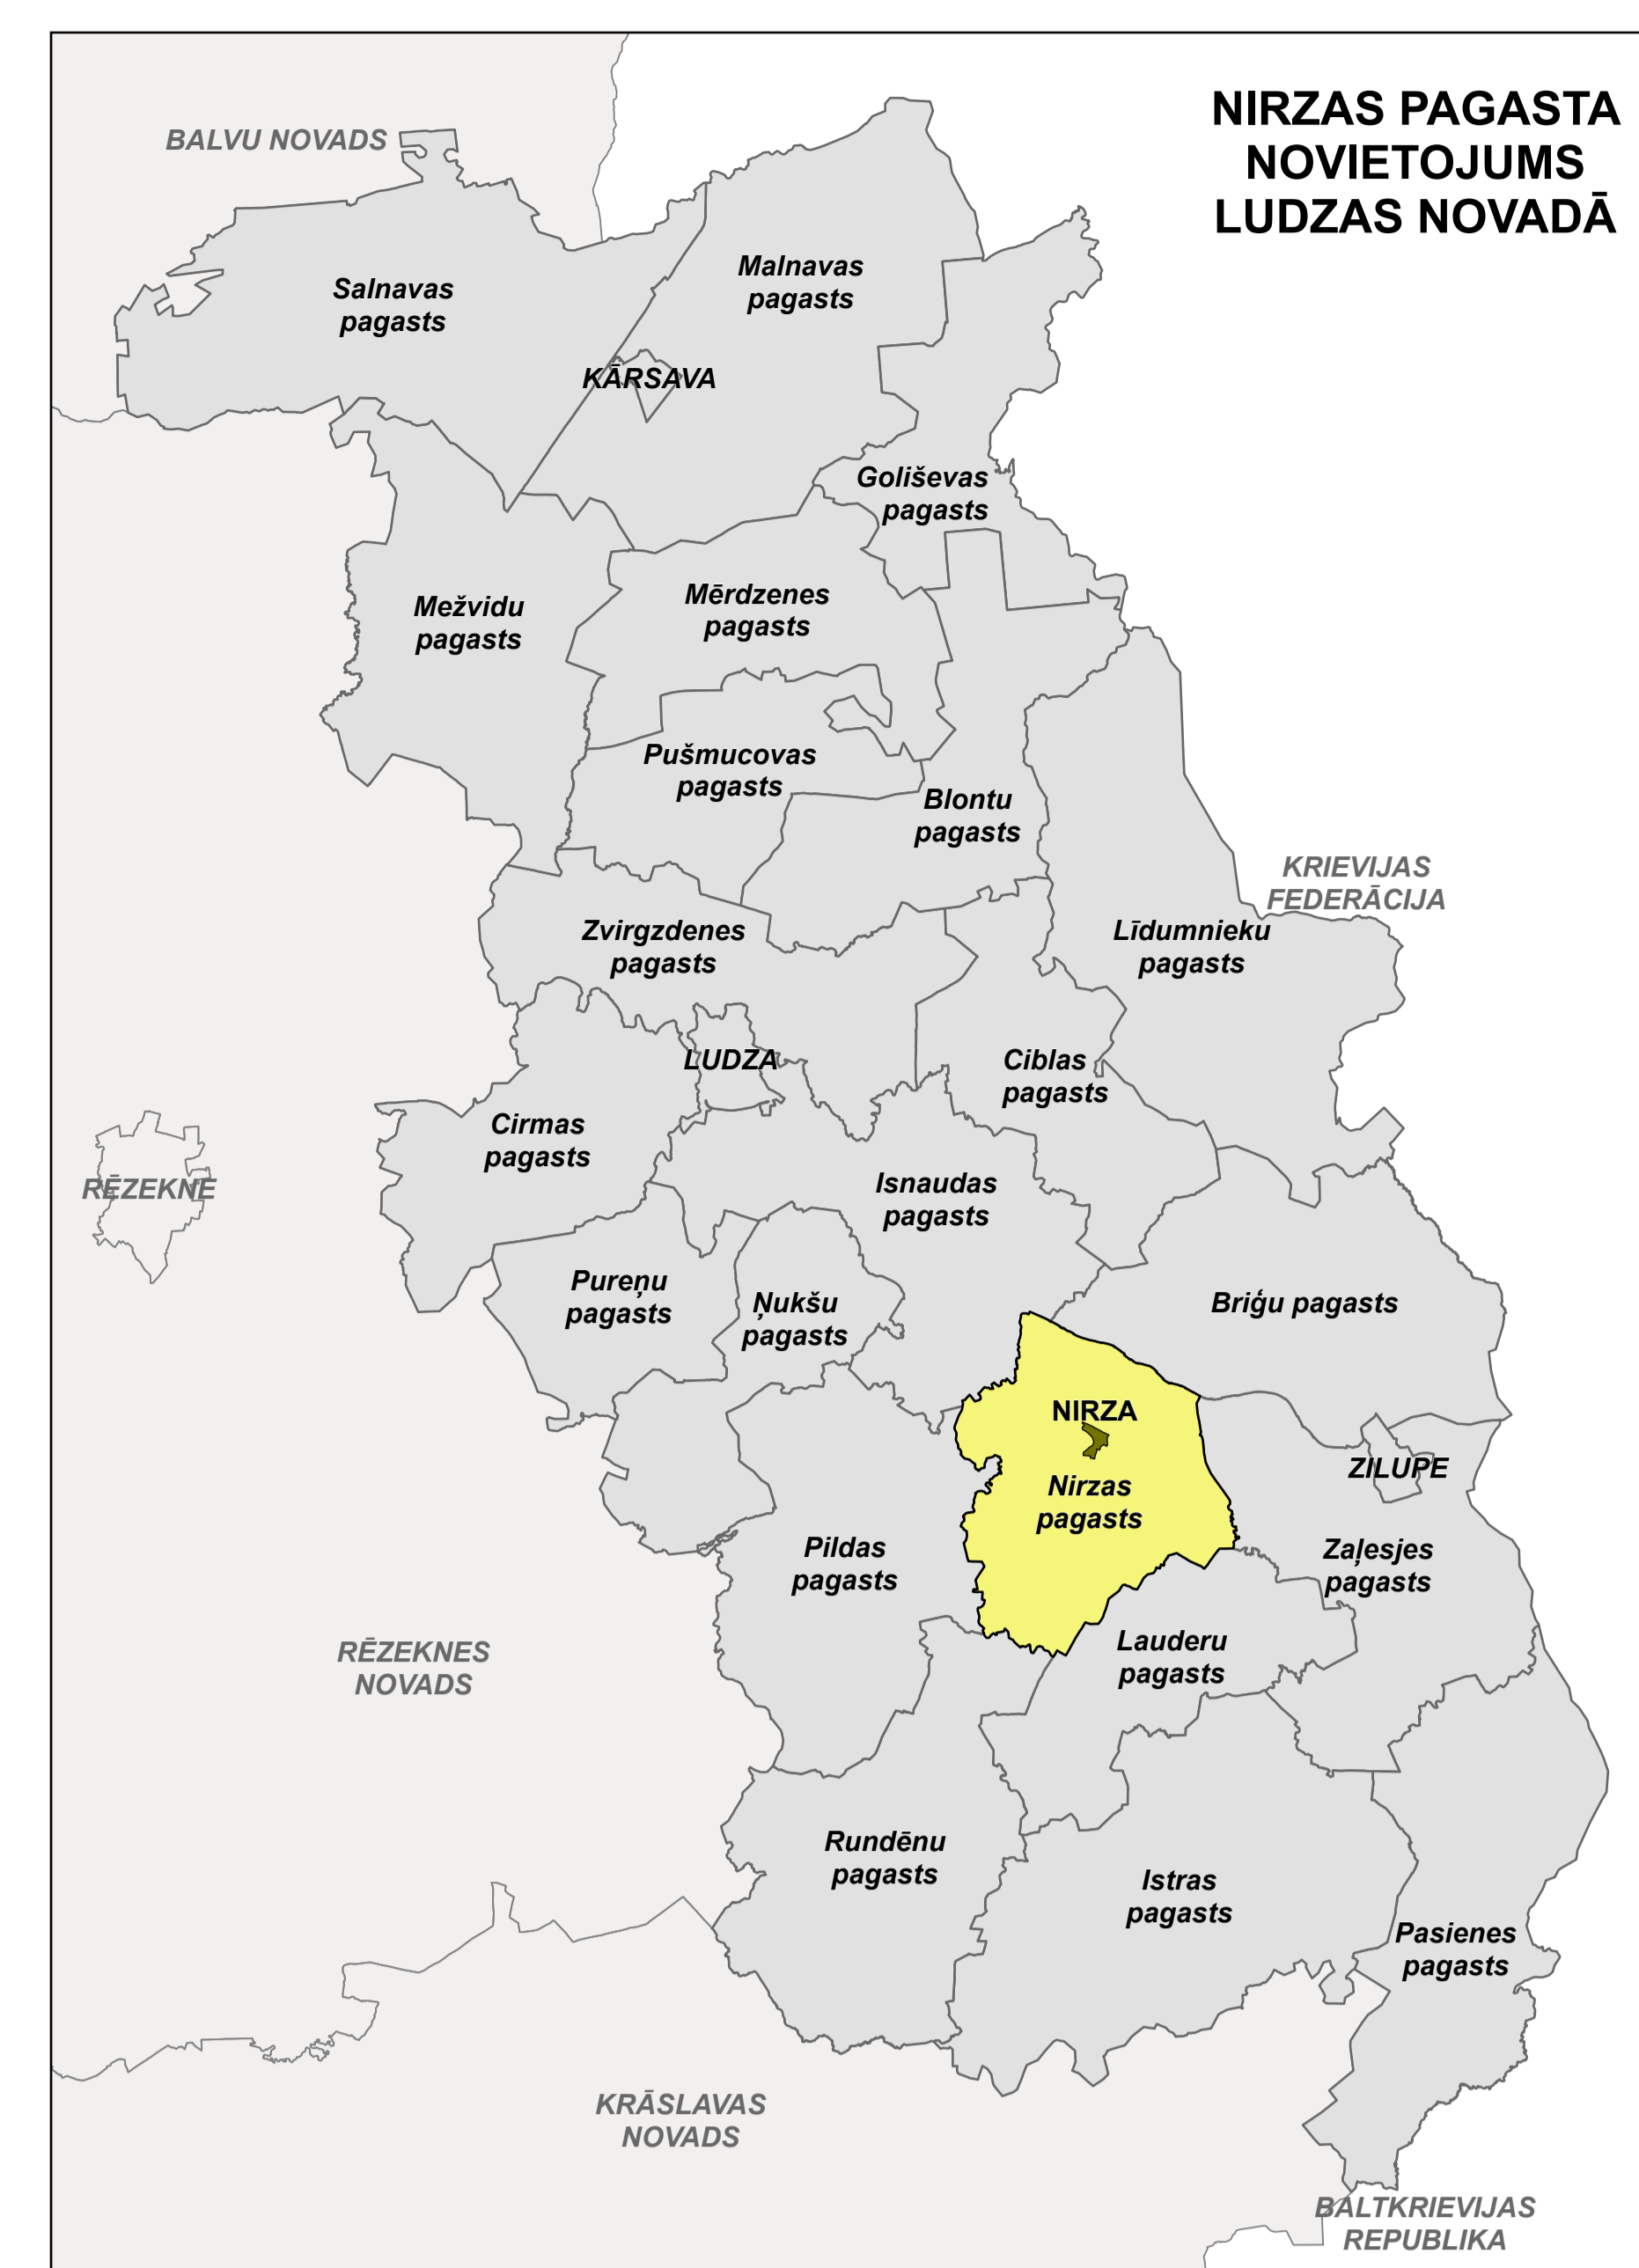 NIRZAS PAGASTA
NOVIETOJUMS
LUDZAS NOVADĀ
BALVU NOVADS
Salnavas
pagasts
Malnavas
pagasts
KĀRSAVA
Goliševas
pagasts
Mežvidu
pagasts
Mērdzenes
pagasts
Pušmucovas
pagasts
Blontu
pagasts
KRIEVIJAS
FEDERĀCIJA
Zvirgzdenes
pagasts
Līdumnieku
pagasts
LUDZA
Ciblas
pagasts
Cirmas
pagasts
RĒZEKNE
Isnaudas
pagasts
Pureņu
pagasts
Ņukšu
pagasts
Briģu pagasts
NIRZA
Nirzas
pagasts
ZILUPE
Pildas
pagasts
Zaļesjes
pagasts
RĒZEKNES
NOVADS
Lauderu
pagasts
Rundēnu
pagasts
Istras
pagasts
Pasienes
pagasts
KRĀSLAVAS
NOVADS
BALTKRIEVIJAS
REPUBLIKA